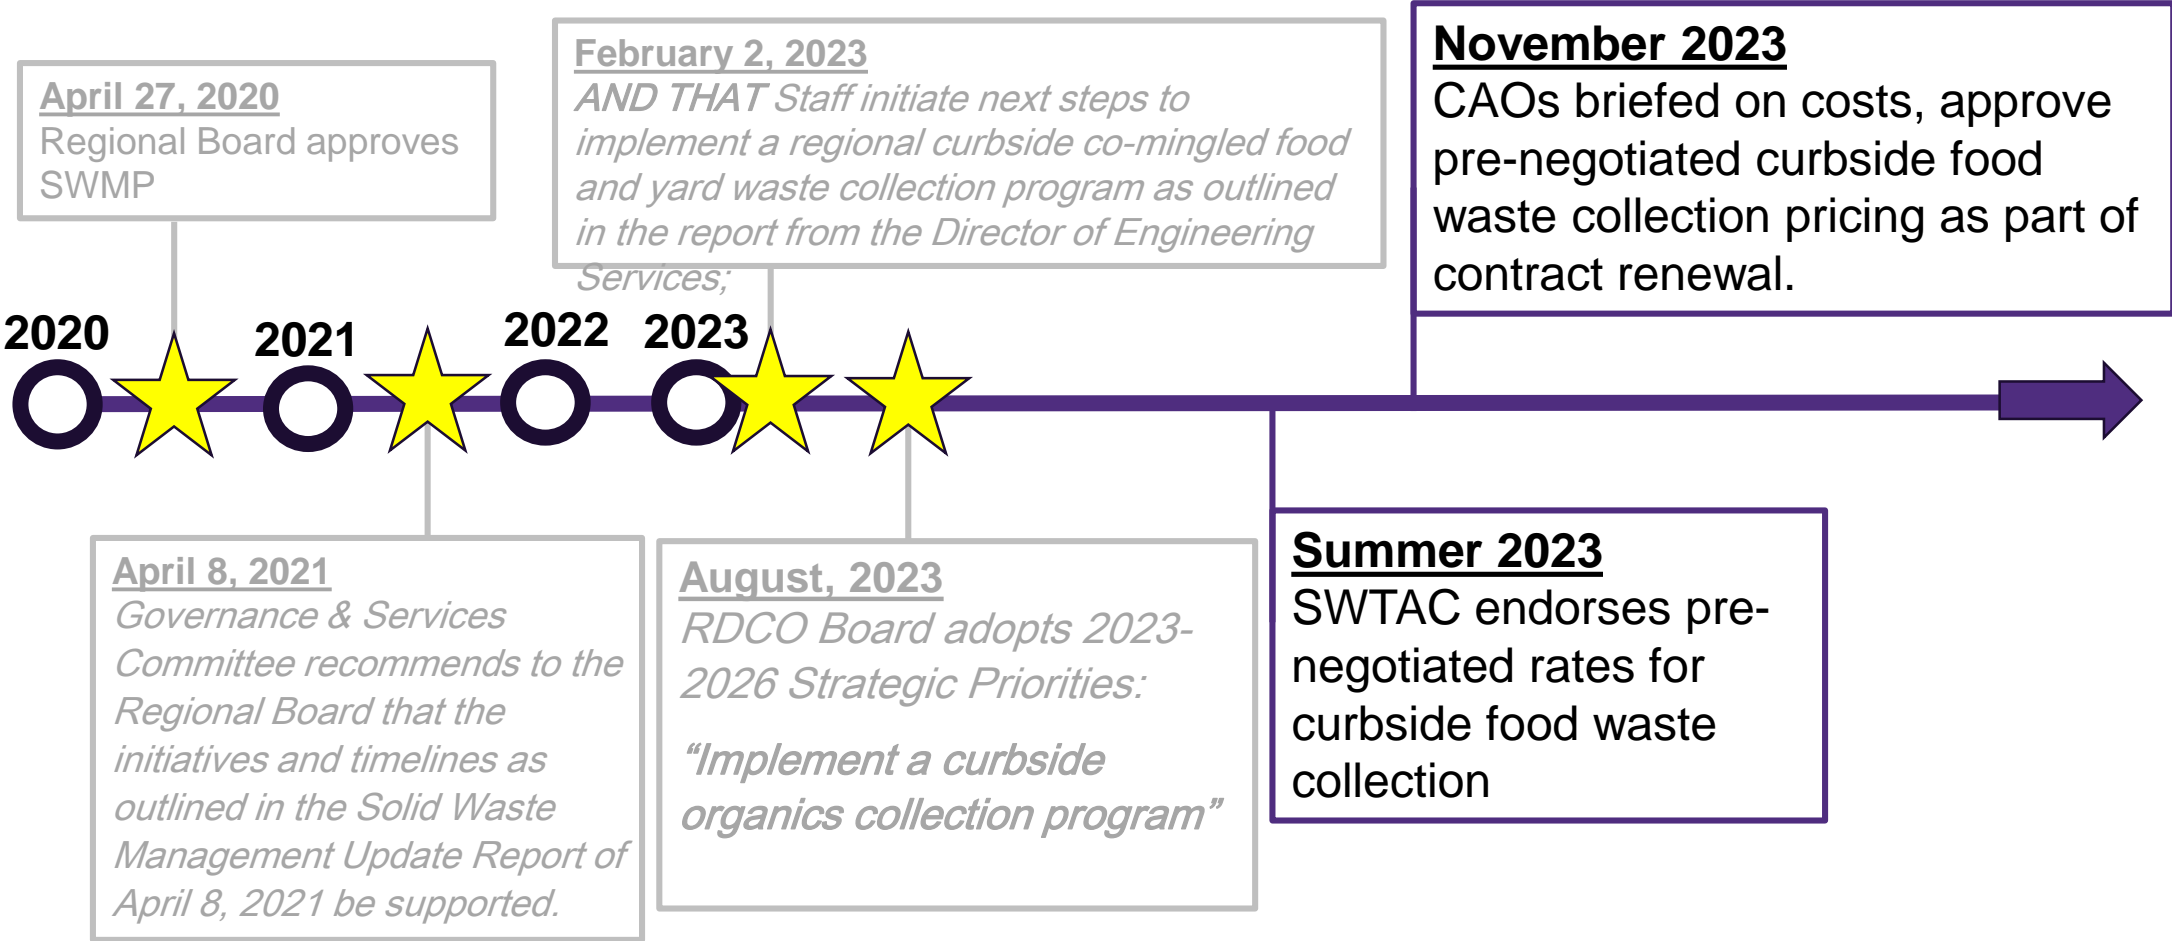 April 27, 2020
Regional Board approves
SWMP
February 2, 2023
AND THAT Staff initiate next steps to
implement a regional curbside co-mingled food
and yard waste collection program as outlined
in the report from the Director of Engineering
Services;
November 2023
CAOs briefed on costs, approve
pre-negotiated curbside food
waste collection pricing as part of
contract renewal.
2020
2021
2022
2023
April 8, 2021
Governance & Services
Committee recommends to the
Regional Board that the
initiatives and timelines as
outlined in the Solid Waste
Management Update Report of
April 8, 2021 be supported.
August, 2023
RDCO Board adopts 2023-
2026 Strategic Priorities:
“Implement a curbside
organics collection program”
Summer 2023
SWTAC endorses pre-
negotiated rates for
curbside food waste
collection